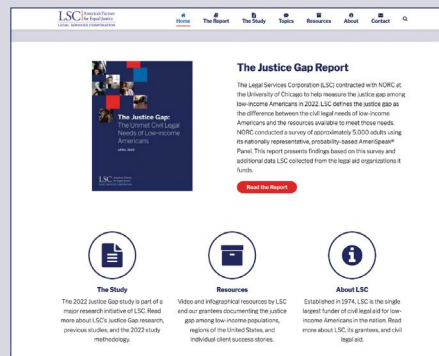 LSC America's Partner
for Equal Justice
LEGAL SERVICES CORPORATION
Home The Report The Study Topics Resources About Contact
The Justice Gap:
The Unmet Civil Legal
Needs of Low-income
Americans
APRIL 2022
LSC America's Partner
for Equal Justice
LEGAL SERVICES CORPORATION
The Justice Gap Report
The Legal Services Corporation (LSC) contracted with NORC at
the University of Chicago to help measure the justice gap among
low-income Americans in 2022. LSC defines the justice gap as
the difference between the civil legal needs of low-income
Americans and the resources available to meet those needs.
NORC conducted a survey of approximately 5,000 adults using
its nationally representative, probability-based AmeriSpeak®
Panel. This report presents findings based on this survey and
additional data LSC collected from the legal aid organizations it
funds.
Read the Report
The Study
The 2022 Justice Gap study is part of a
major research initiative of LSC. Read
more about LSC's Justice Gap research,
previous studies, and the 2022 study
methodology.
Resources
Video and infographical resources by LSC
and our grantees documenting the justice
gap among low-income populations,
regions of the United States, and
individual client success stories.
About LSC
Established in 1974, LSC is the single
largest funder of civil legal aid for low-
income Americans in the nation. Read
more about LSC, its grantees, and civil
legal aid.